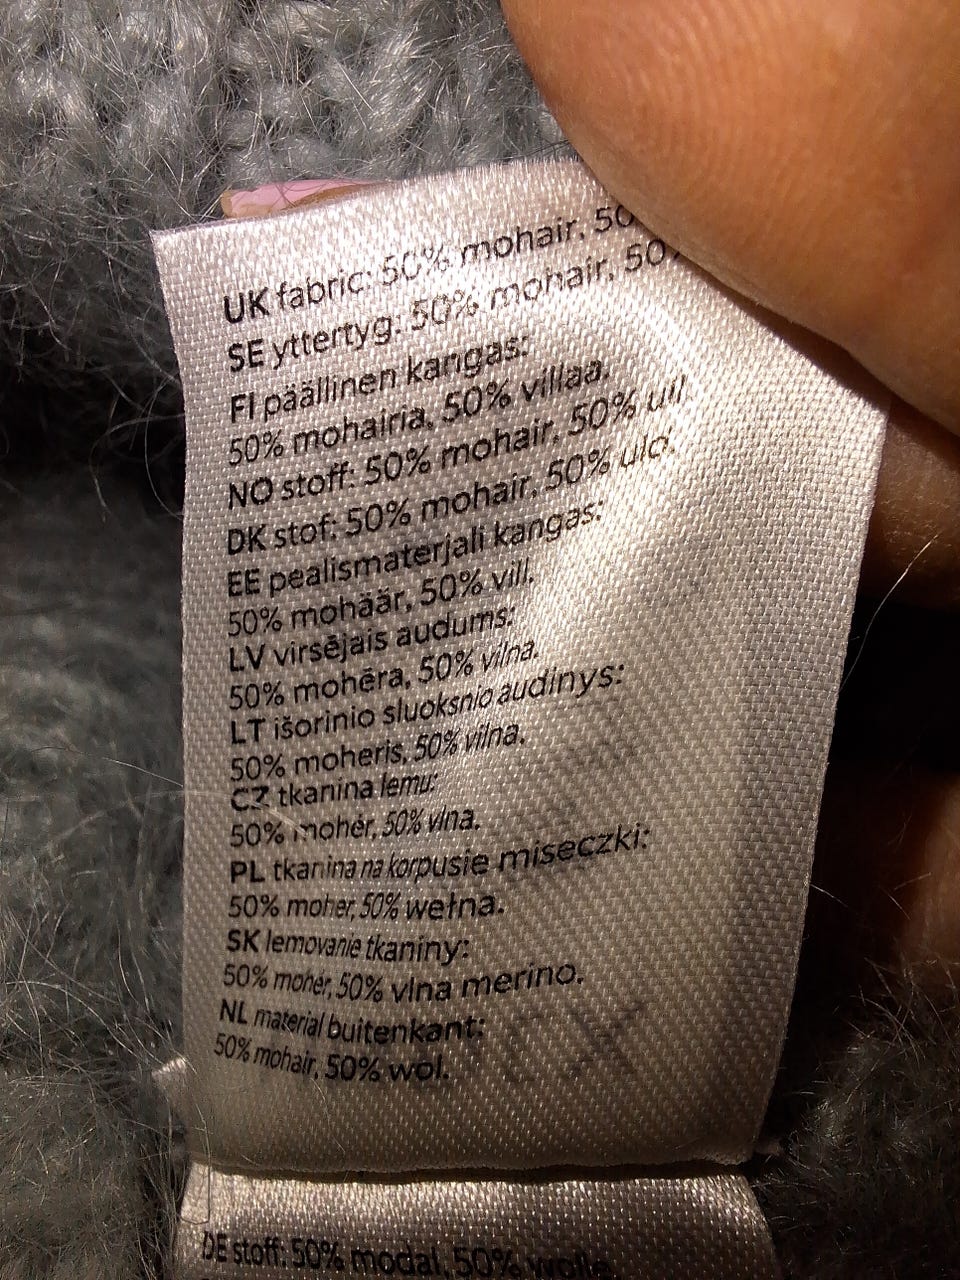 UK fabric: 50% mohair, 50
SE yttertyg: 50% mohair, 50%
FI päällinen kangas:
50% mohairia, 50% villaa.
NO stoff: 50% mohair, 50% ull
DK stof: 50% mohair, 50% uld.
EE pealismaterjali kangas:
50% mohäär, 50% vill.
LV virsējais audums:
50% mohēra, 50% vilna.
LT išorinio sluoksnio audinys:
50% moheris, 50% vilna.
CZ tkanina lemu:
50% mohér, 50% vlna.
PL tkanina na korpusie miseczki:
50% moher, 50% wełna.
SK lemovanie tkaniny:
50% mohér, 50% vlna merino.
NL material buitenkant:
50% mohair, 50% wol.
DE stoff: 50% modal, 50% wolle